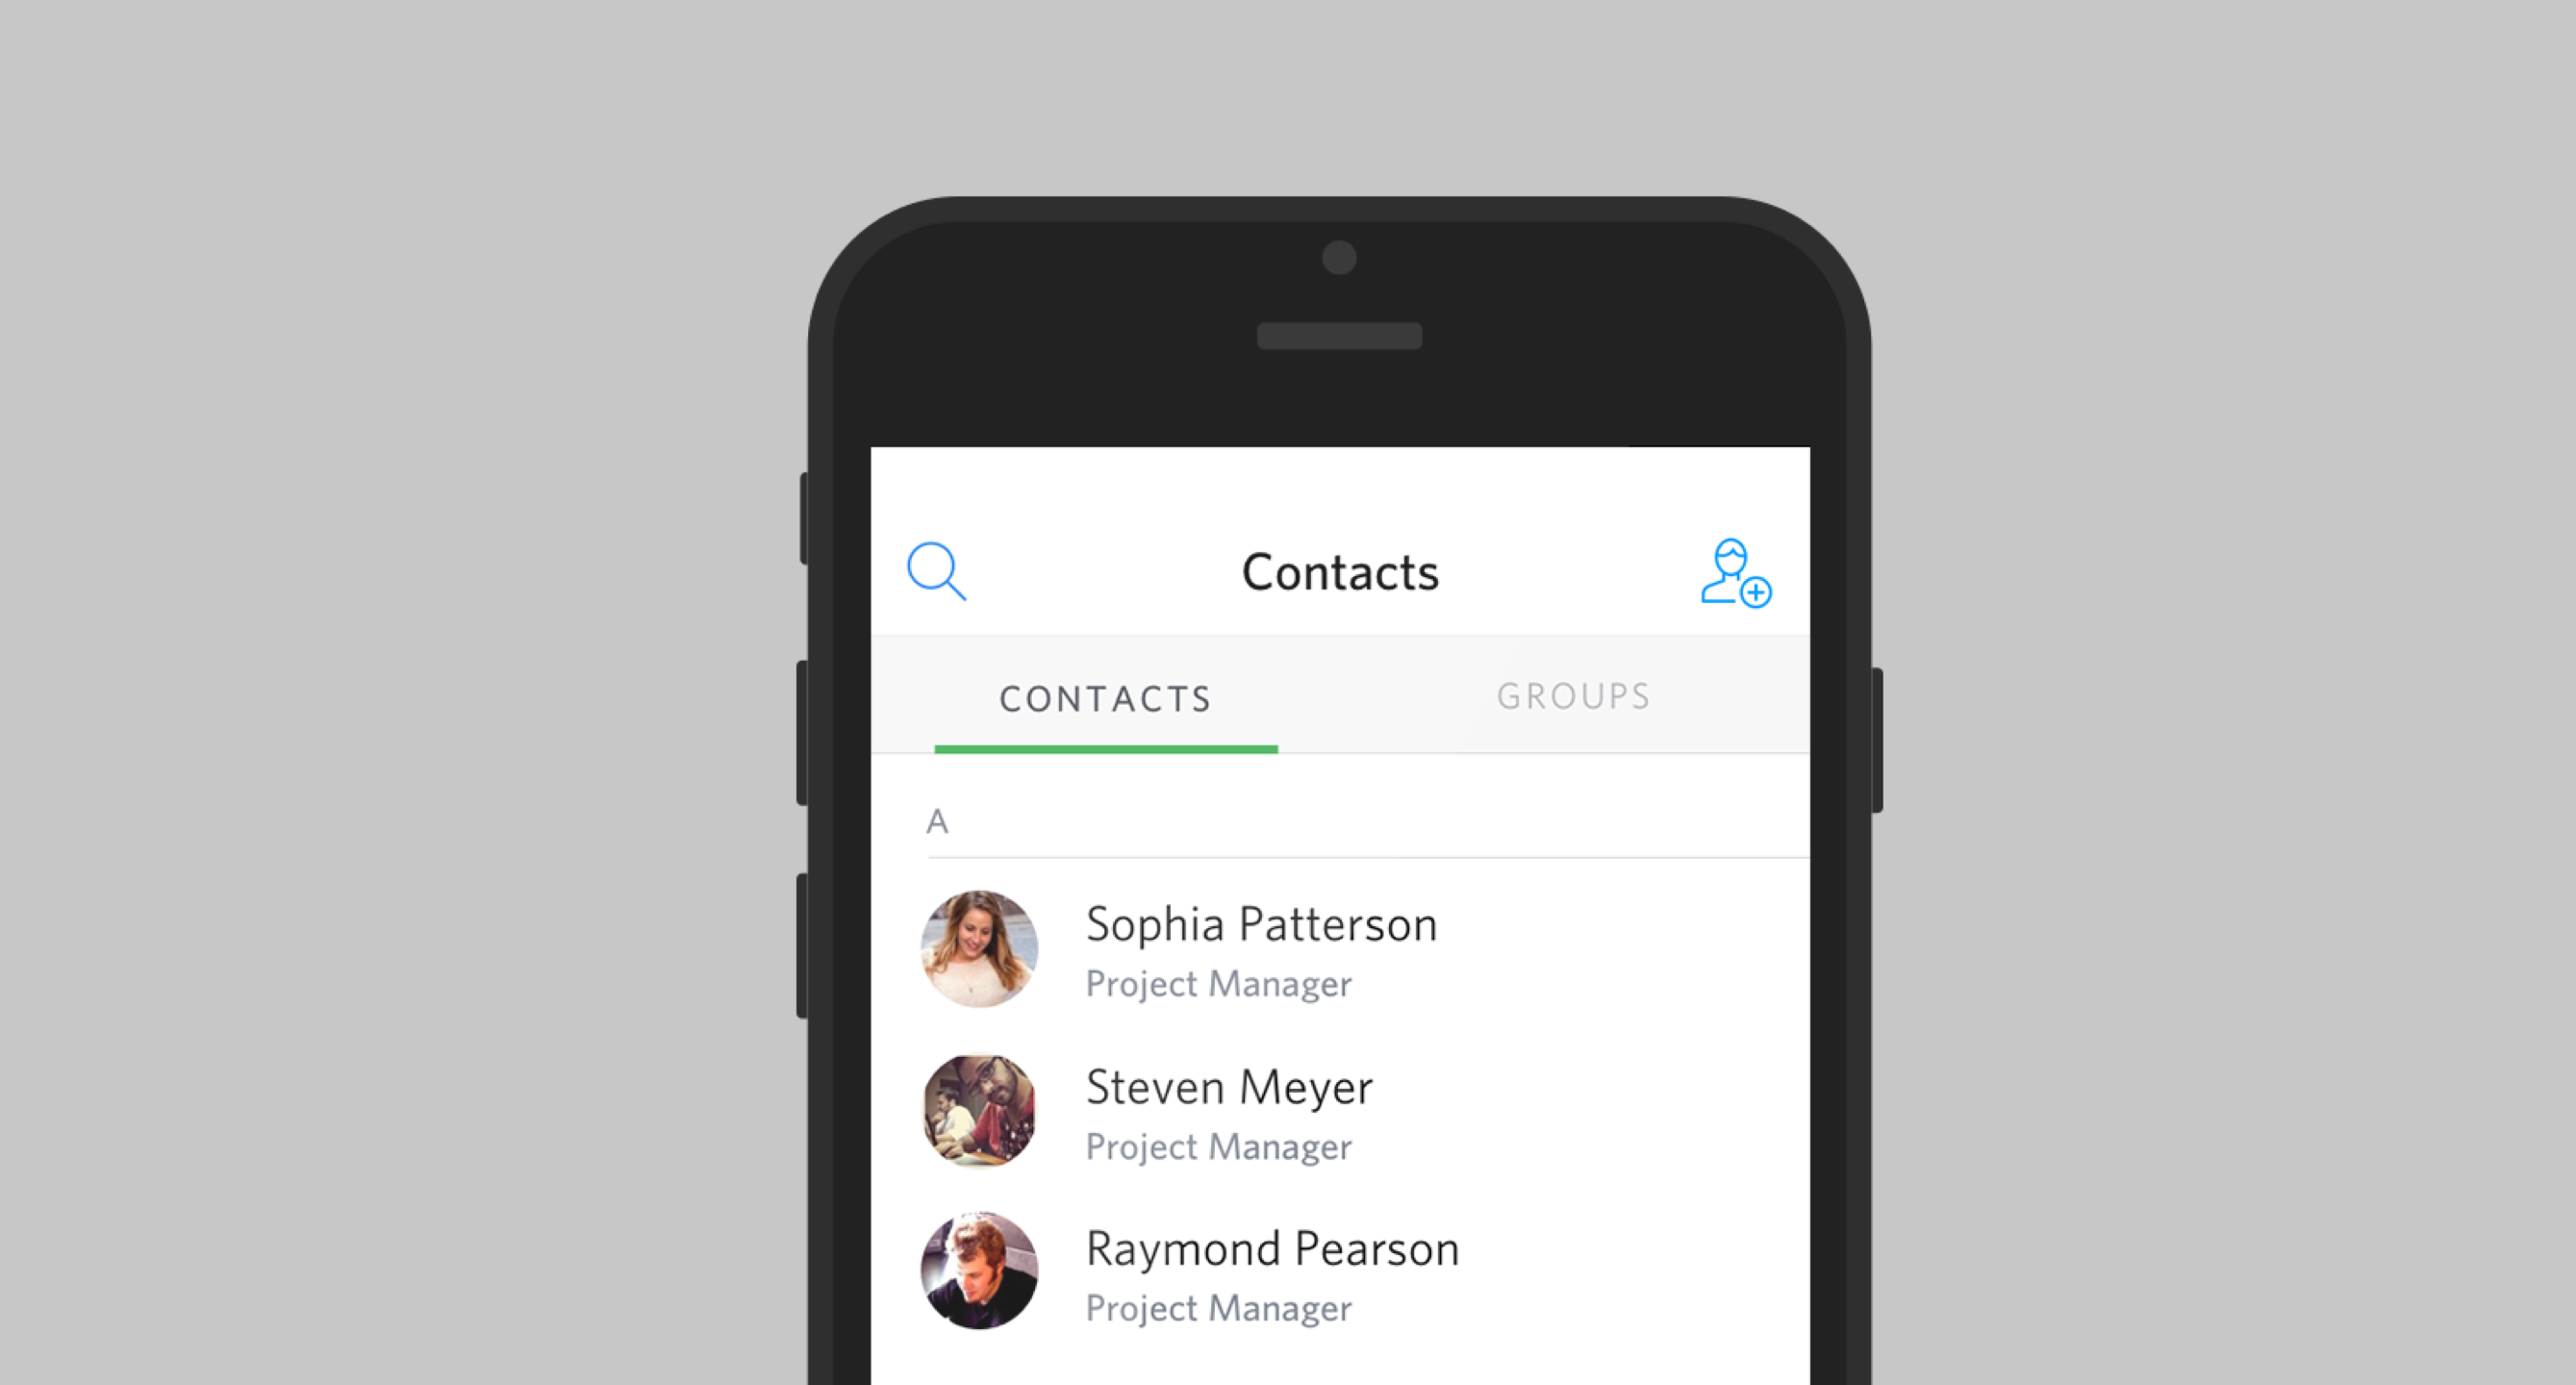 Contacts
CONTACTS
GROUPS
A
Sophia Patterson
Project Manager
Steven Meyer
Project Manager
Raymond Pearson
Project Manager